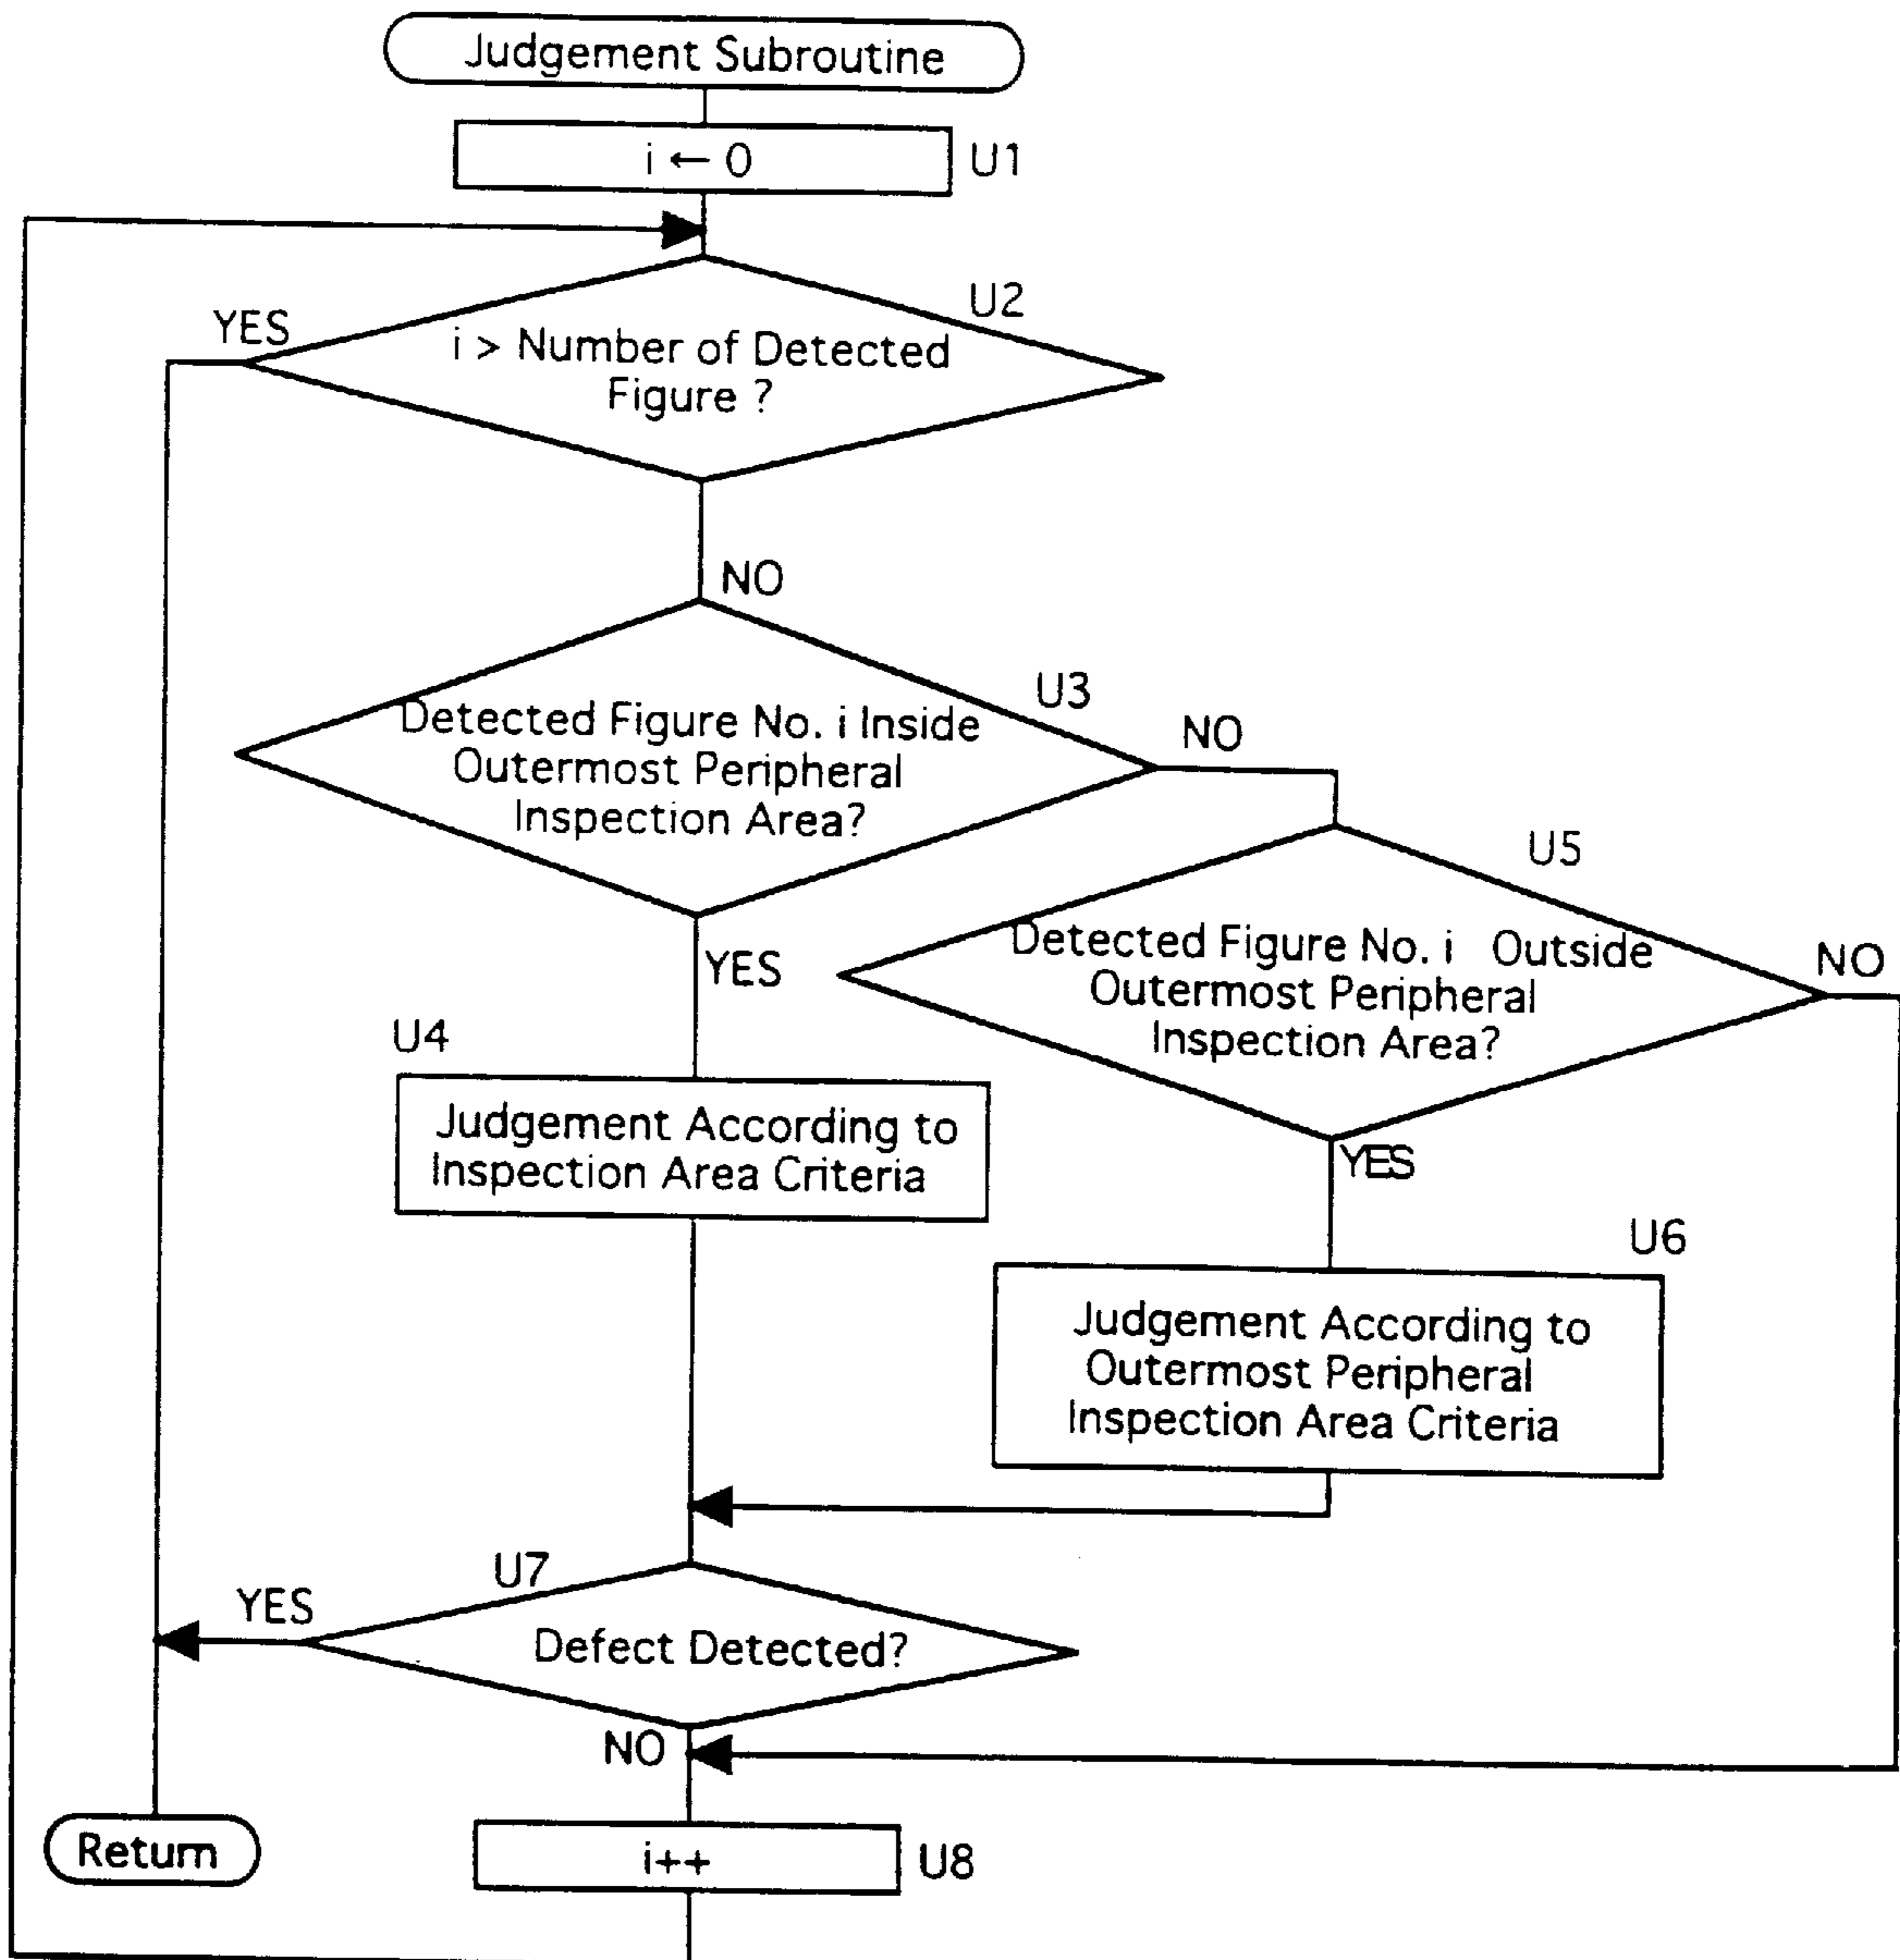 Judgement Subroutine
i ← 0
U1
U2
YES
i > Number of Detected
Figure ?
NO
U3
Detected Figure No. i Inside
Outermost Peripheral
Inspection Area?
NO
U5
YES
Detected Figure No. i Outside
Outermost Peripheral
Inspection Area?
NO
U4
Judgement According to
Inspection Area Criteria
YES
U6
Judgement According to
Outermost Peripheral
Inspection Area Criteria
U7
YES
Defect Detected?
NO
Return
i++
U8